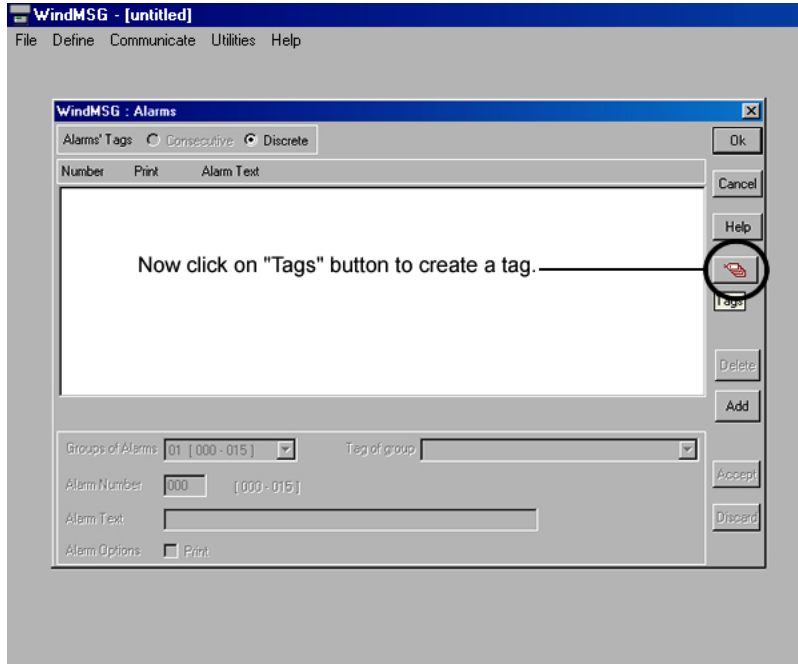 WindMSG - [untitled]
File Define Communicate Utilities Help
WindMSG : Alarms
Alarms' Tags Consecutive Discrete
Ok
Number Print Alarm Text
Cancel
Help
Now click on "Tags" button to create a tag.
Tags
Delete
Add
Groups of Alarms 01 [ 000 - 015 ] Tag of group
Alarm Number 000 [ 000 - 015 ]
Accept
Alarm Text
Discard
Alarm Options Print